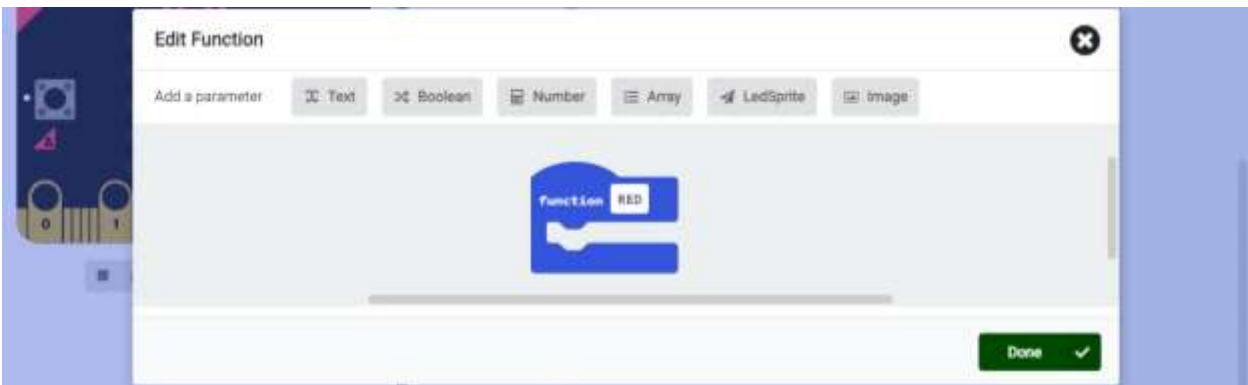 Edit Function
Add a parameter Text Boolean Number Array LedSprite Image
function RED
0 1
Done